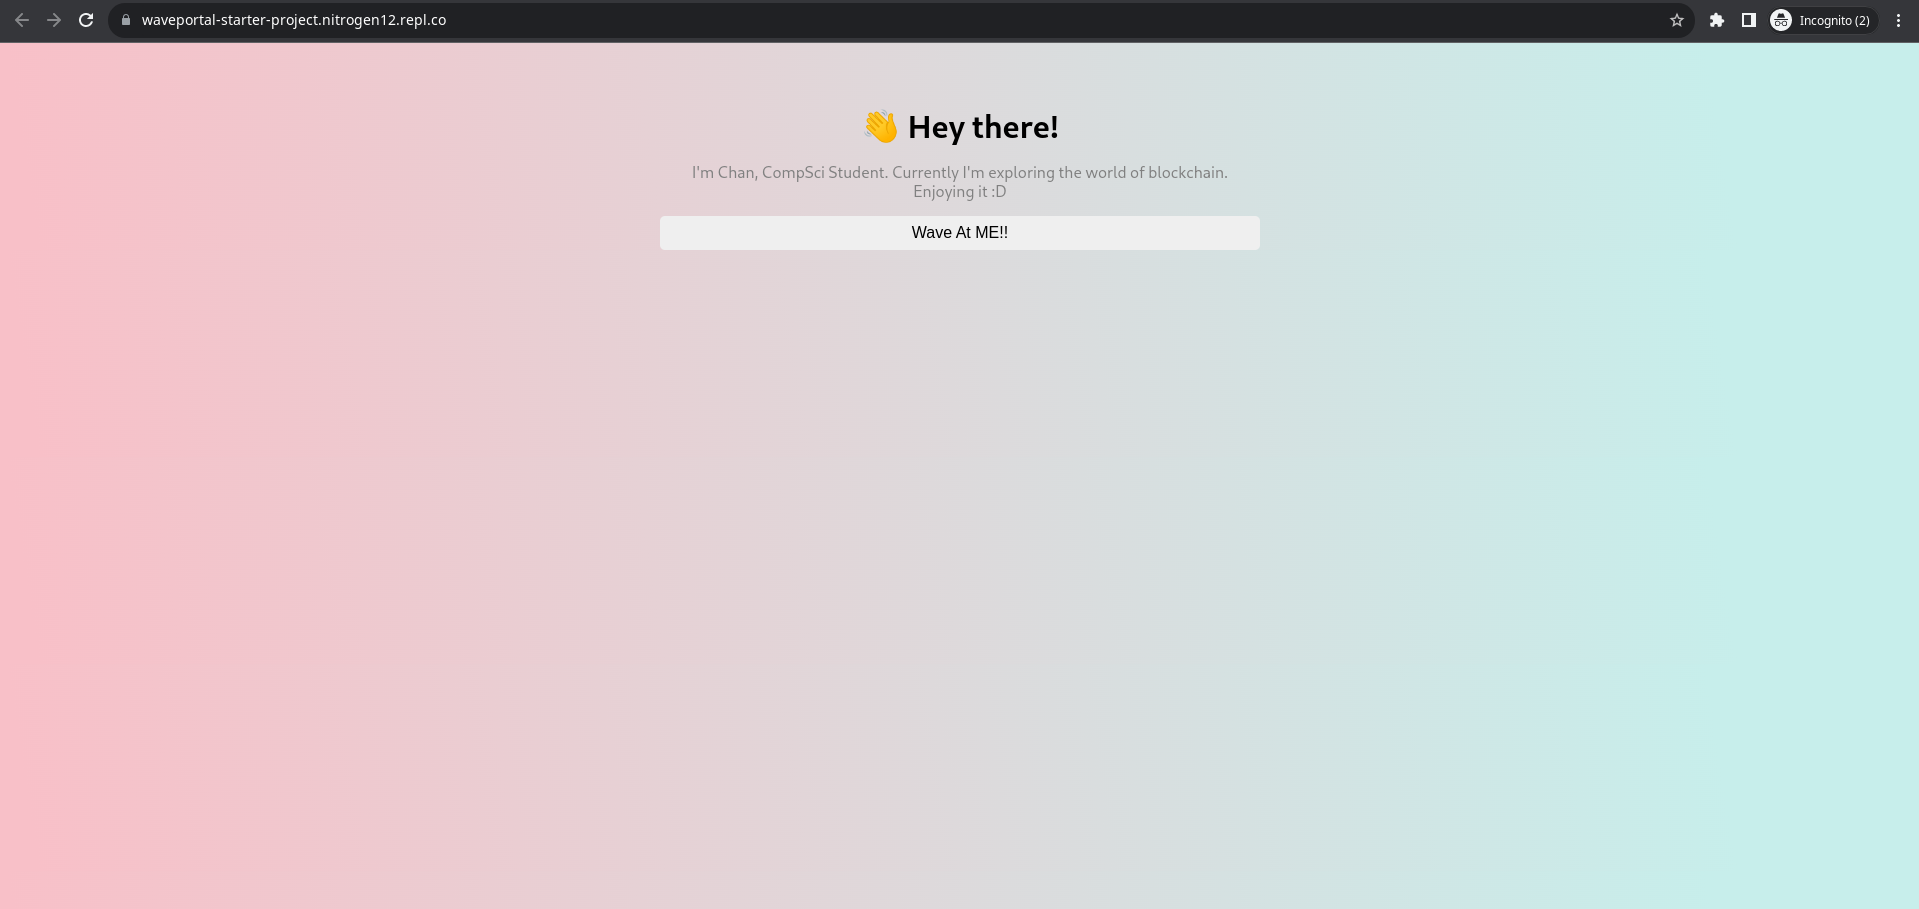 waveportal-starter-project.nitrogen12.repl.co
Incognito (2)
👋 Hey there!
I'm Chan, CompSci Student. Currently I'm exploring the world of blockchain.
Enjoying it :D
Wave At ME!!